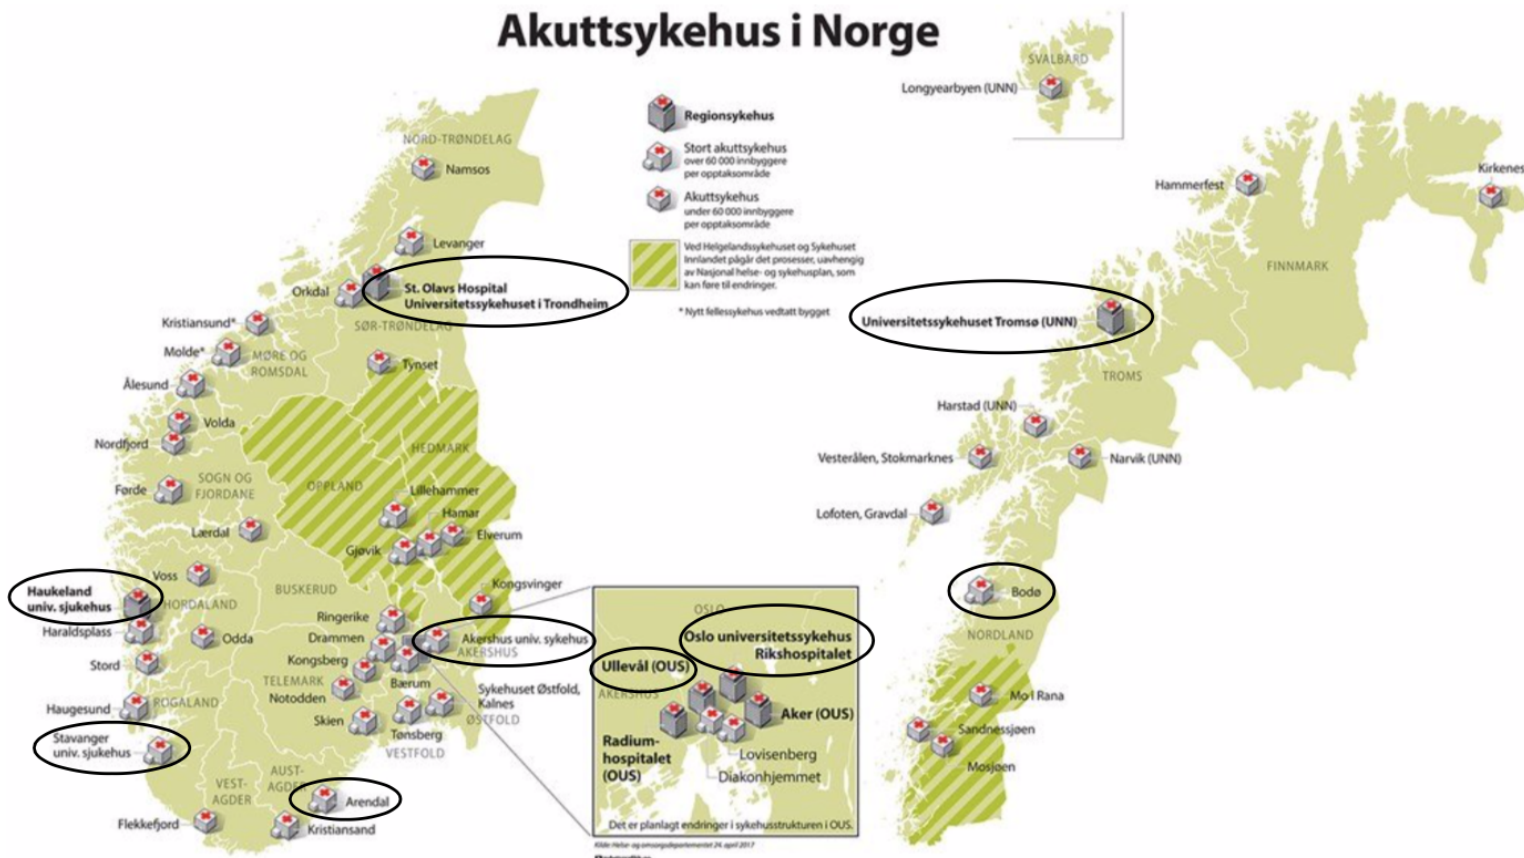 Akuttsykehus i Norge
Regionsykehus
Stort akuttsykehus
over 60 000 innbyggere
per opptaksområde
Akuttsykehus
under 60 000 innbyggere
per opptaksområde
Ved Helgelandssykehuset og Sykehuset
Innlandet pågår det prosesser, uavhengig
av Nasjonal helse- og sykehusplan, som
kan føre til endringer.
* Nytt fellessykehus vedtatt bygget
NORD-TRØNDELAG
Namsos
Levanger
Orkdal
St. Olavs Hospital
Universitetssykehuset i Trondheim
SØR-TRØNDELAG
Kristiansund*
Molde*
MØRE OG
ROMSDAL
Tynset
Ålesund
Volda
Nordfjord
HEDMARK
SOGN OG
FJORDANE
OPPLAND
Førde
Lillehammer
Hamar
Lærdal
Elverum
Gjøvik
Voss
BUSKERUD
Kongsvinger
Haukeland
univ. sjukehus
HORDALAND
Ringerike
Haraldsplass
Odda
Drammen
Akershus univ. sykehus
AKERSHUS
Stord
Kongsberg
TELEMARK
Bærum
Notodden
Sykehuset Østfold,
Kalnes
ROGALAND
Haugesund
Skien
Tønsberg
ØSTFOLD
VESTFOLD
Stavanger
univ. sjukehus
AUST-
AGDER
VEST-
AGDER
Arendal
Flekkefjord
Kristiansand
OSLO
Oslo universitetssykehus
Rikshospitalet
Ullevål (OUS)
AKERSHUS
Aker (OUS)
Radium-
hospitalet
(OUS)
Lovisenberg
Diakonhjemmet
Det er planlagt endringer i sykehusstrukturen i OUS.
Kilde: Helse- og omsorgsdepartementet 24. april 2017
SVALBARD
Longyearbyen (UNN)
Kirkenes
Hammerfest
FINNMARK
Universitetssykehuset Tromsø (UNN)
TROMS
Harstad (UNN)
Vesterålen, Stokmarknes
Narvik (UNN)
Lofoten, Gravdal
Bodø
NORDLAND
Mo i Rana
Sandnessjøen
Mosjøen